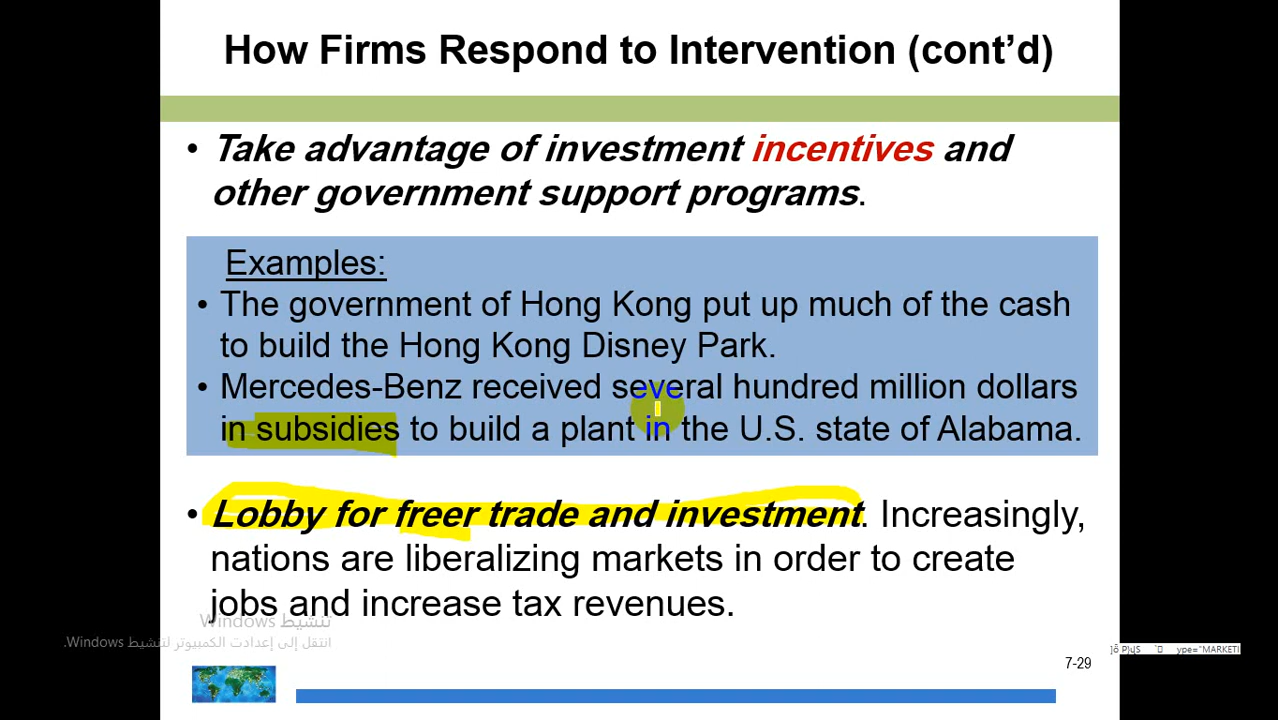 How Firms Respond to Intervention (cont’d)
• Take advantage of investment incentives and
other government support programs.
Examples:
• The government of Hong Kong put up much of the cash
to build the Hong Kong Disney Park.
• Mercedes-Benz received several hundred million dollars
in subsidies to build a plant in the U.S. state of Alabama.
• Lobby for freer trade and investment. Increasingly,
nations are liberalizing markets in order to create
jobs and increase tax revenues.
تنشيط Windows
انتقل إلى إعدادت الكمبيوتر لتنشيط Windows.
ype="MARKETI
7-29